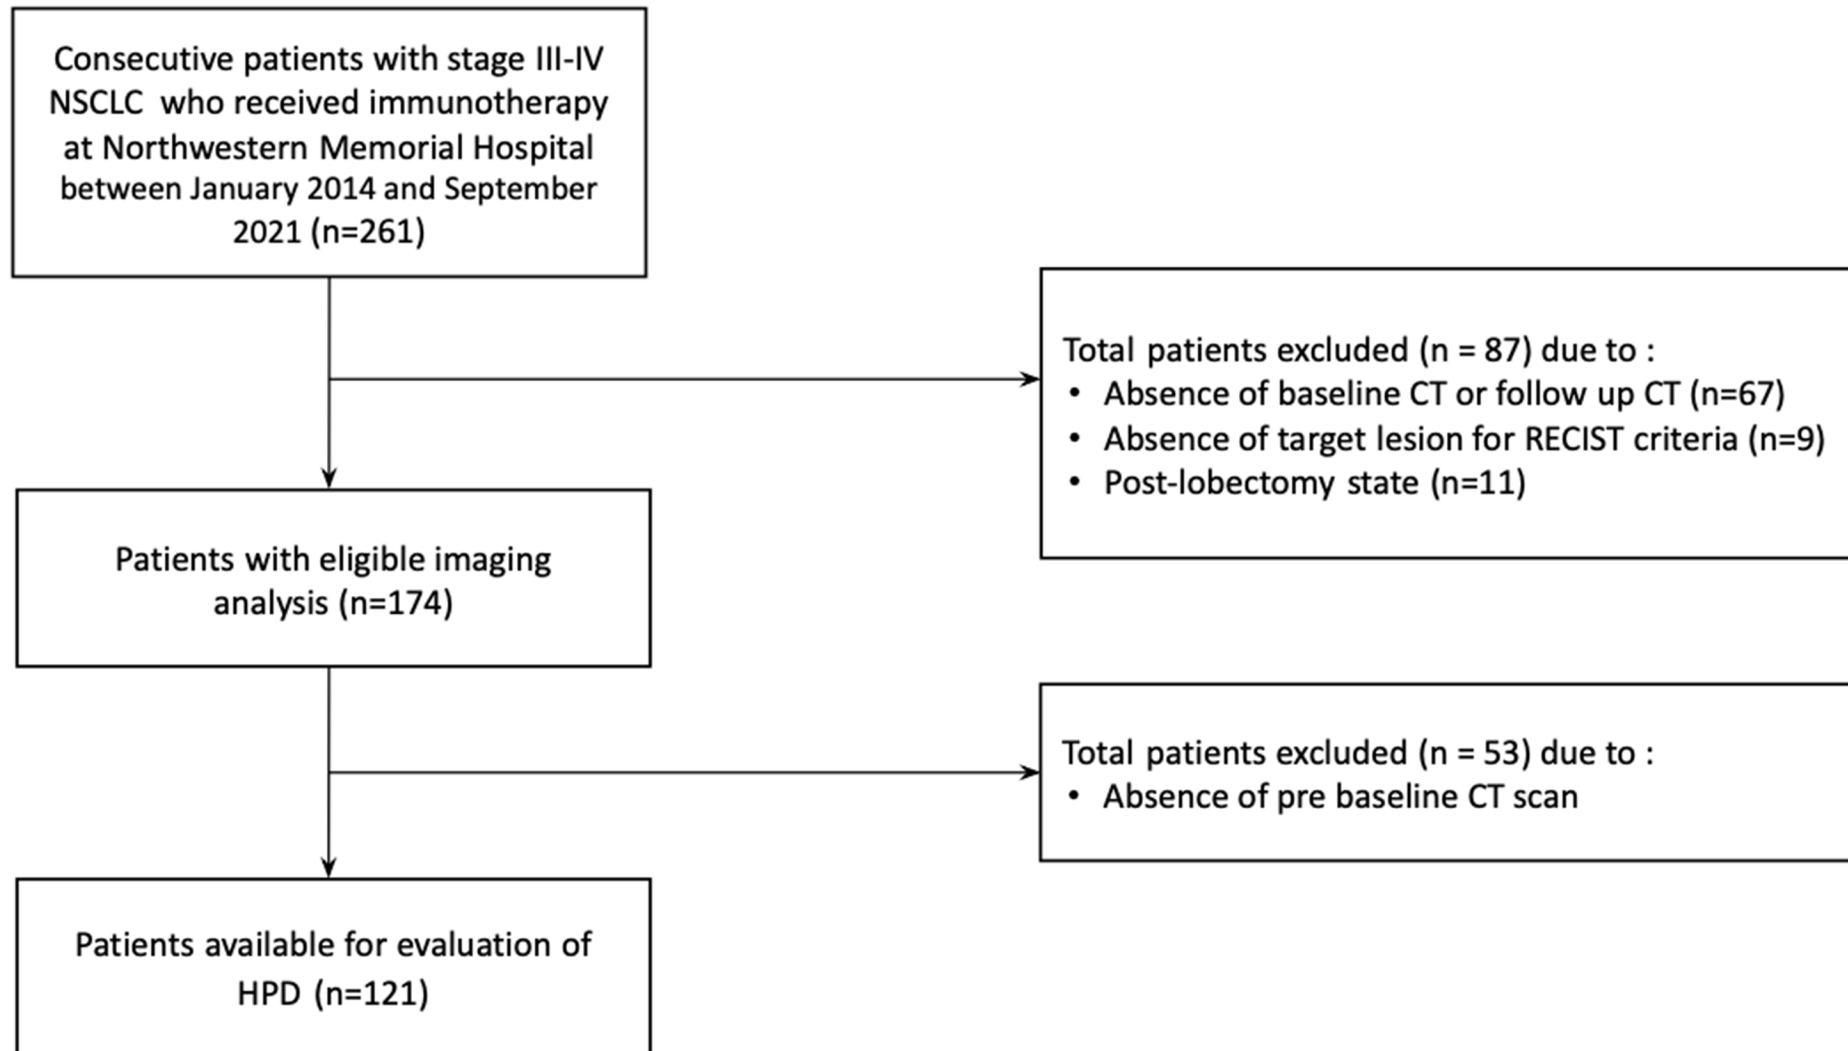 Consecutive patients with stage III-IV
NSCLC who received immunotherapy
at Northwestern Memorial Hospital
between January 2014 and September
2021 (n=261)
Total patients excluded (n = 87) due to :
• Absence of baseline CT or follow up CT (n=67)
• Absence of target lesion for RECIST criteria (n=9)
• Post-lobectomy state (n=11)
Patients with eligible imaging
analysis (n=174)
Total patients excluded (n = 53) due to :
• Absence of pre baseline CT scan
Patients available for evaluation of
HPD (n=121)